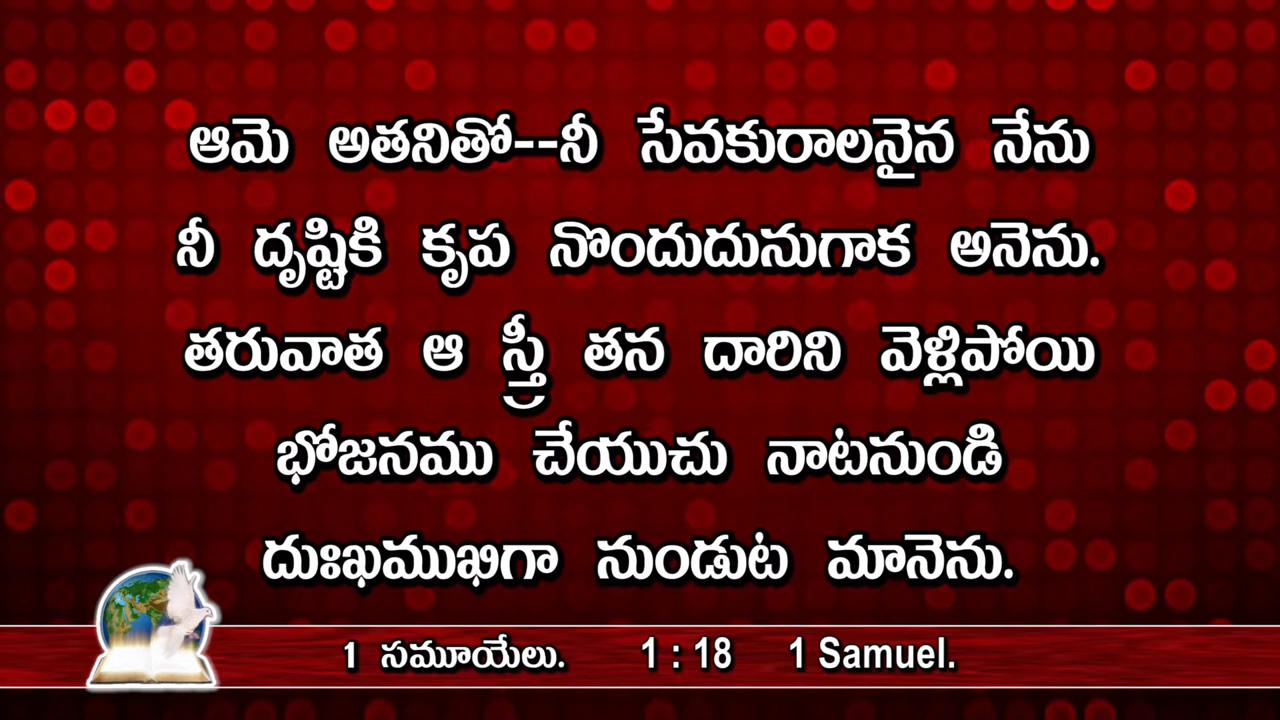 ఆమె అతనితో--నీ సేవకురాలనైన నేను
నీ దృష్టికి కృప నొందుదునుగాక అనెను.
తరువాత ఆ స్త్రీ తన దారిని వెళ్లిపోయి
భోజనము చేయుచు నాటనుండి
దుఃఖముఖిగా నుండుట మానెను.
1 సమూయేలు. 1 : 18 1 Samuel.